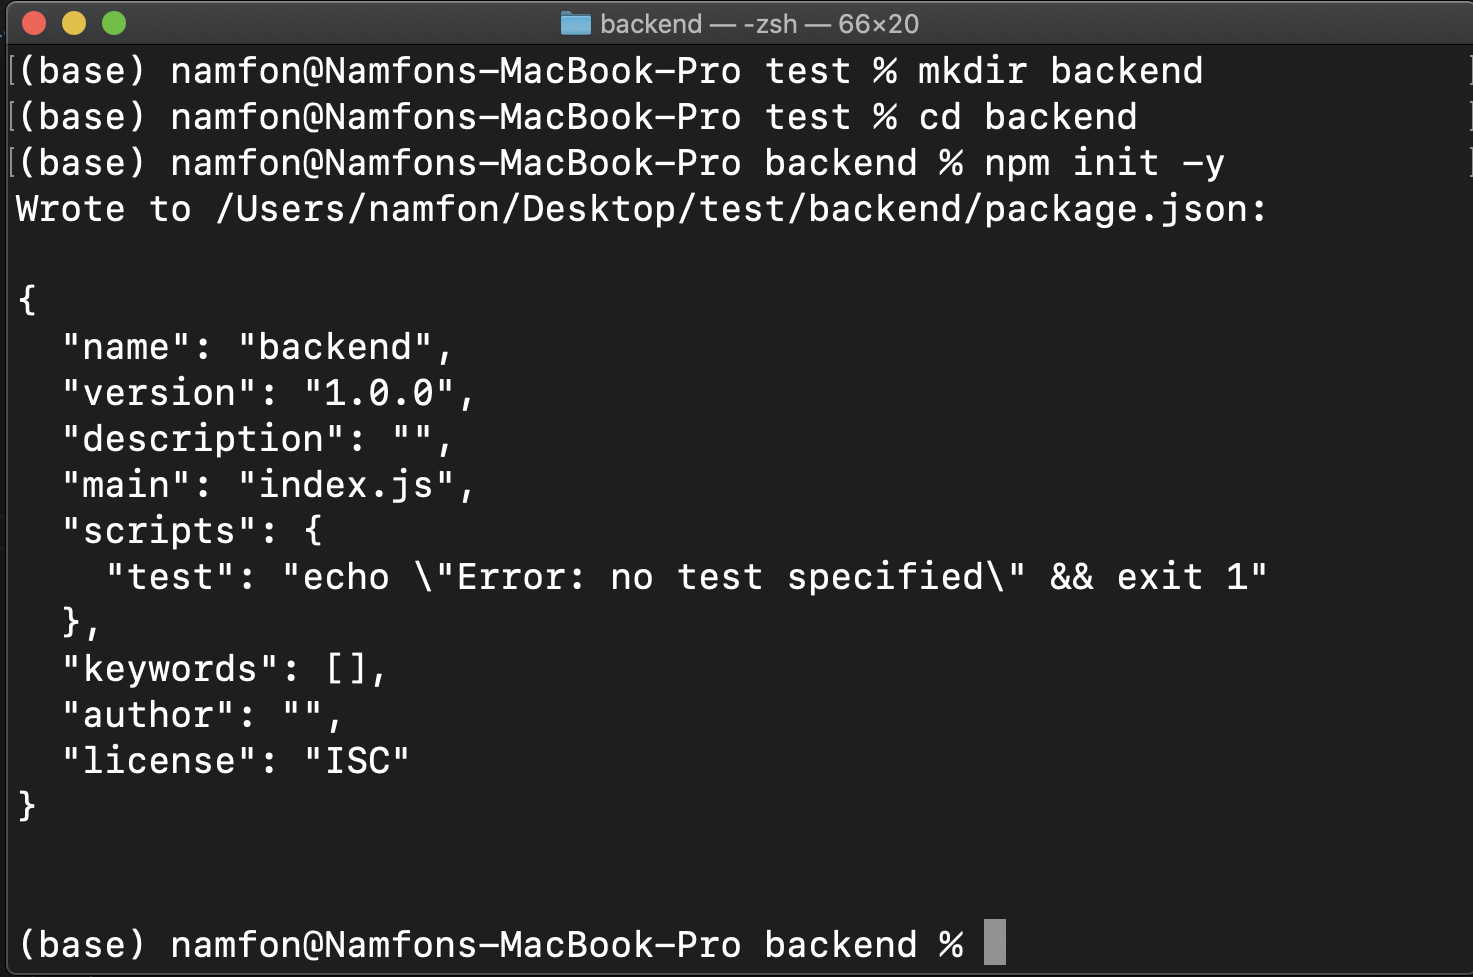 backend — -zsh — 66×20
(base) namfon@Namfons-MacBook-Pro test % mkdir backend
(base) namfon@Namfons-MacBook-Pro test % cd backend
(base) namfon@Namfons-MacBook-Pro backend % npm init -y
Wrote to /Users/namfon/Desktop/test/backend/package.json:
{
  "name": "backend",
  "version": "1.0.0",
  "description": "",
  "main": "index.js",
  "scripts": {
    "test": "echo \"Error: no test specified\" && exit 1"
  },
  "keywords": [],
  "author": "",
  "license": "ISC"
}
(base) namfon@Namfons-MacBook-Pro backend %